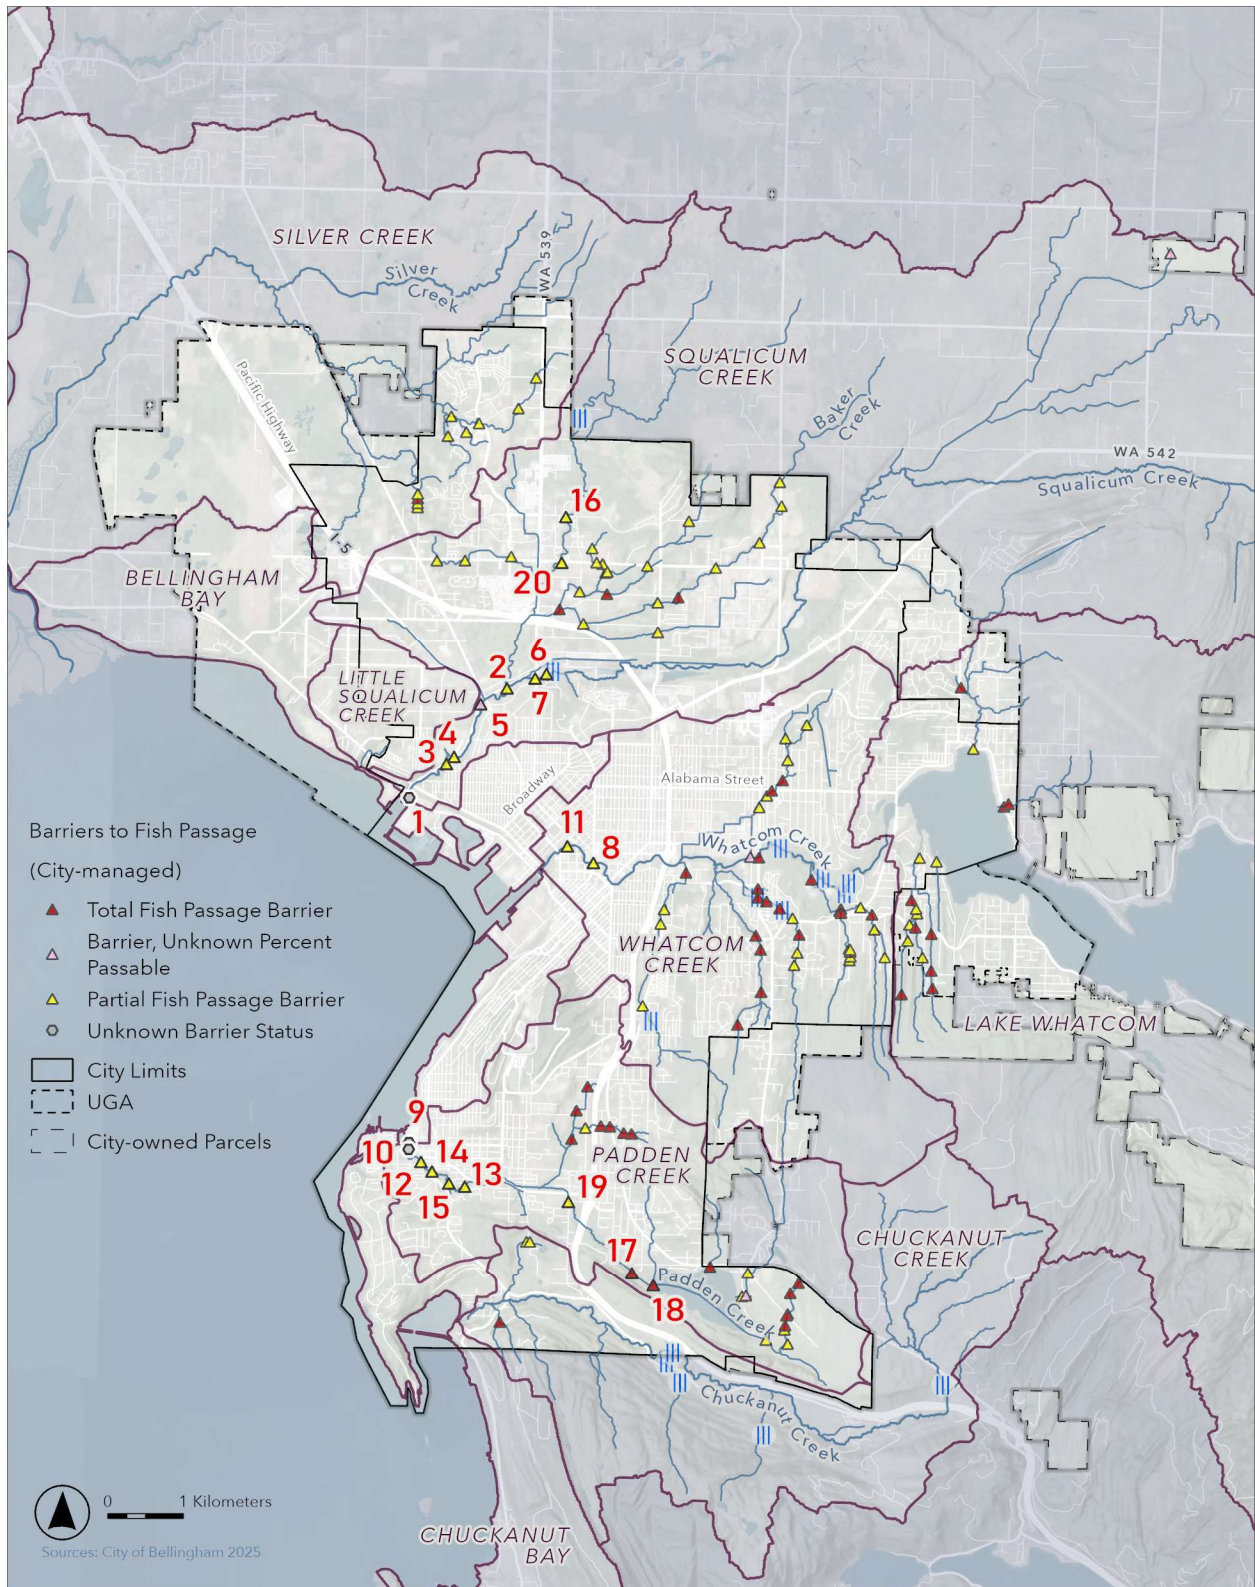 SILVER CREEK
Silver
Creek
WA 539
SQUALICUM
CREEK
Pacific Highway
Baker
Creek
WA 542
Squalicum Creek
16
I-5
BELLINGHAM
BAY
20
6
2
LITTLE
SQUALICUM
CREEK
7
5
4
3
Alabama Street
Broadway
1
11
8
Whatcom Creek
WHATCOM
CREEK
LAKE WHATCOM
Barriers to Fish Passage
(City-managed)
Total Fish Passage Barrier
Barrier, Unknown Percent
Passable
Partial Fish Passage Barrier
Unknown Barrier Status
City Limits
UGA
City-owned Parcels
9
10
14
12
13
15
PADDEN
CREEK
19
17
18
Padden Creek
CHUCKANUT
CREEK
Chuckanut Creek
CHUCKANUT
BAY
0 1 Kilometers
Sources: City of Bellingham 2025